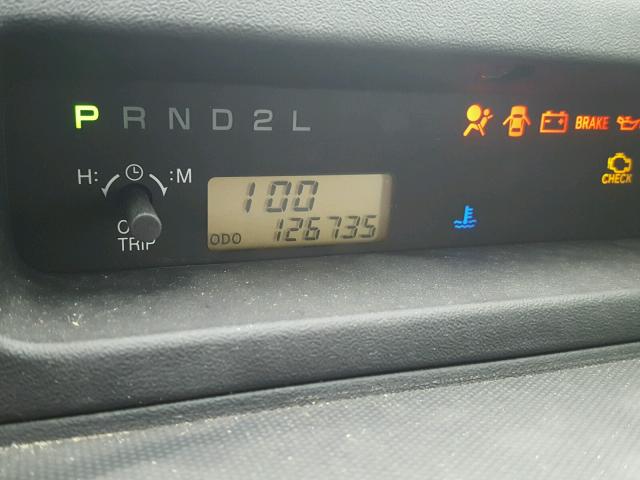 P R N D 2 L
BRAKE
CHECK
H: :M
100
ODO 126735
TRIP